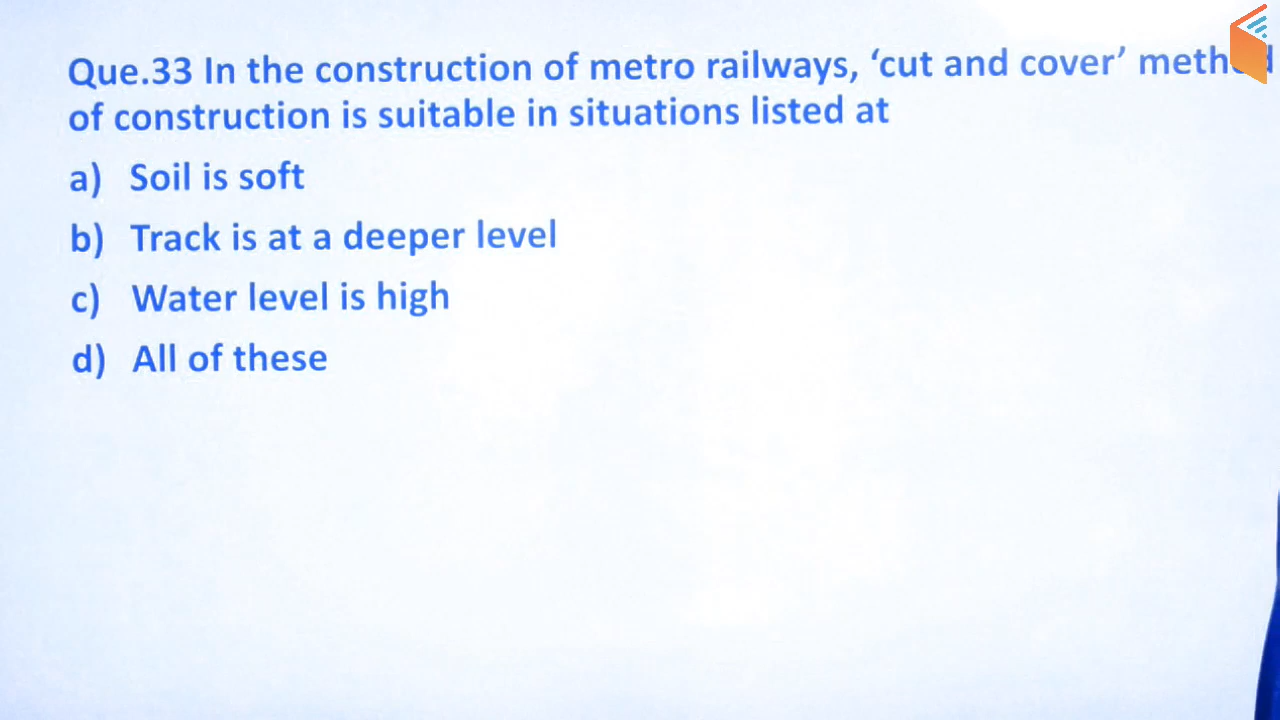 Que.33 In the construction of metro railways, ‘cut and cover’ method
of construction is suitable in situations listed at
a) Soil is soft
b) Track is at a deeper level
c) Water level is high
d) All of these